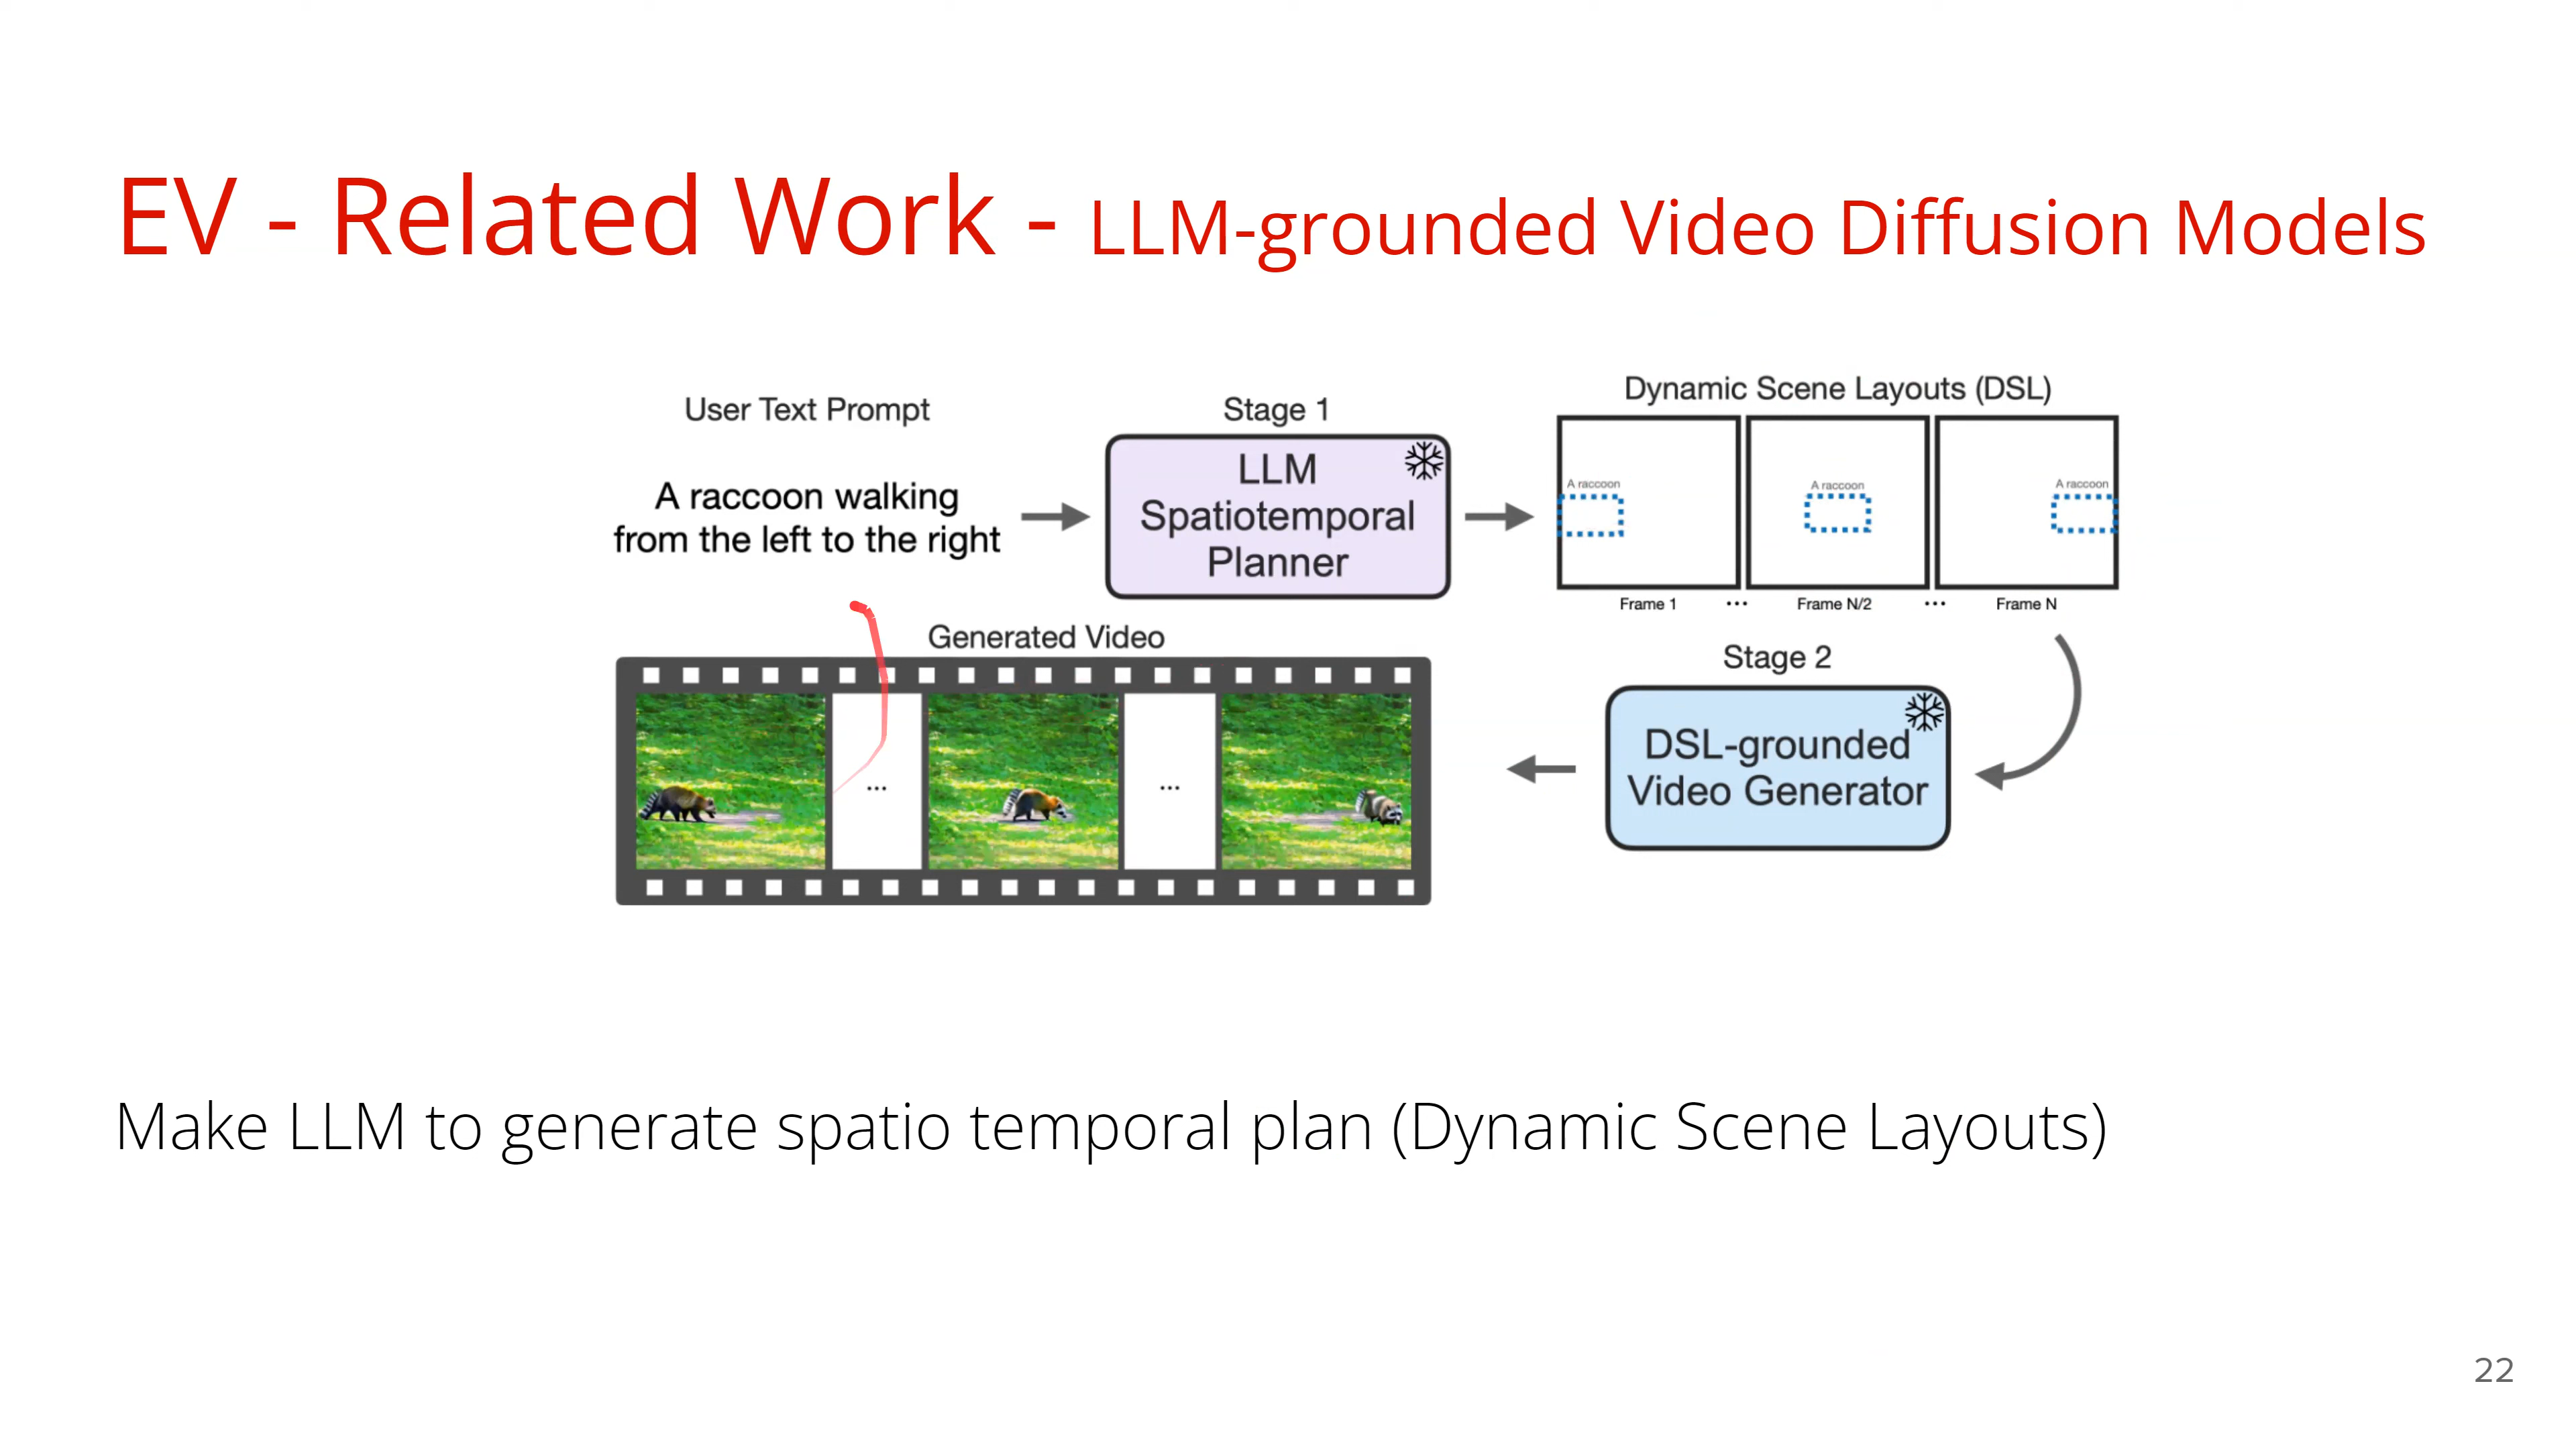 EV - Related Work - LLM-grounded Video Diffusion Models
User Text Prompt
A raccoon walking
from the left to the right
Stage 1
LLM
Spatiotemporal
Planner
Dynamic Scene Layouts (DSL)
A raccoon
A raccoon
A raccoon
Frame 1
...
Frame N/2
...
Frame N
Generated Video
...
...
Stage 2
DSL-grounded
Video Generator
Make LLM to generate spatio temporal plan (Dynamic Scene Layouts)
22